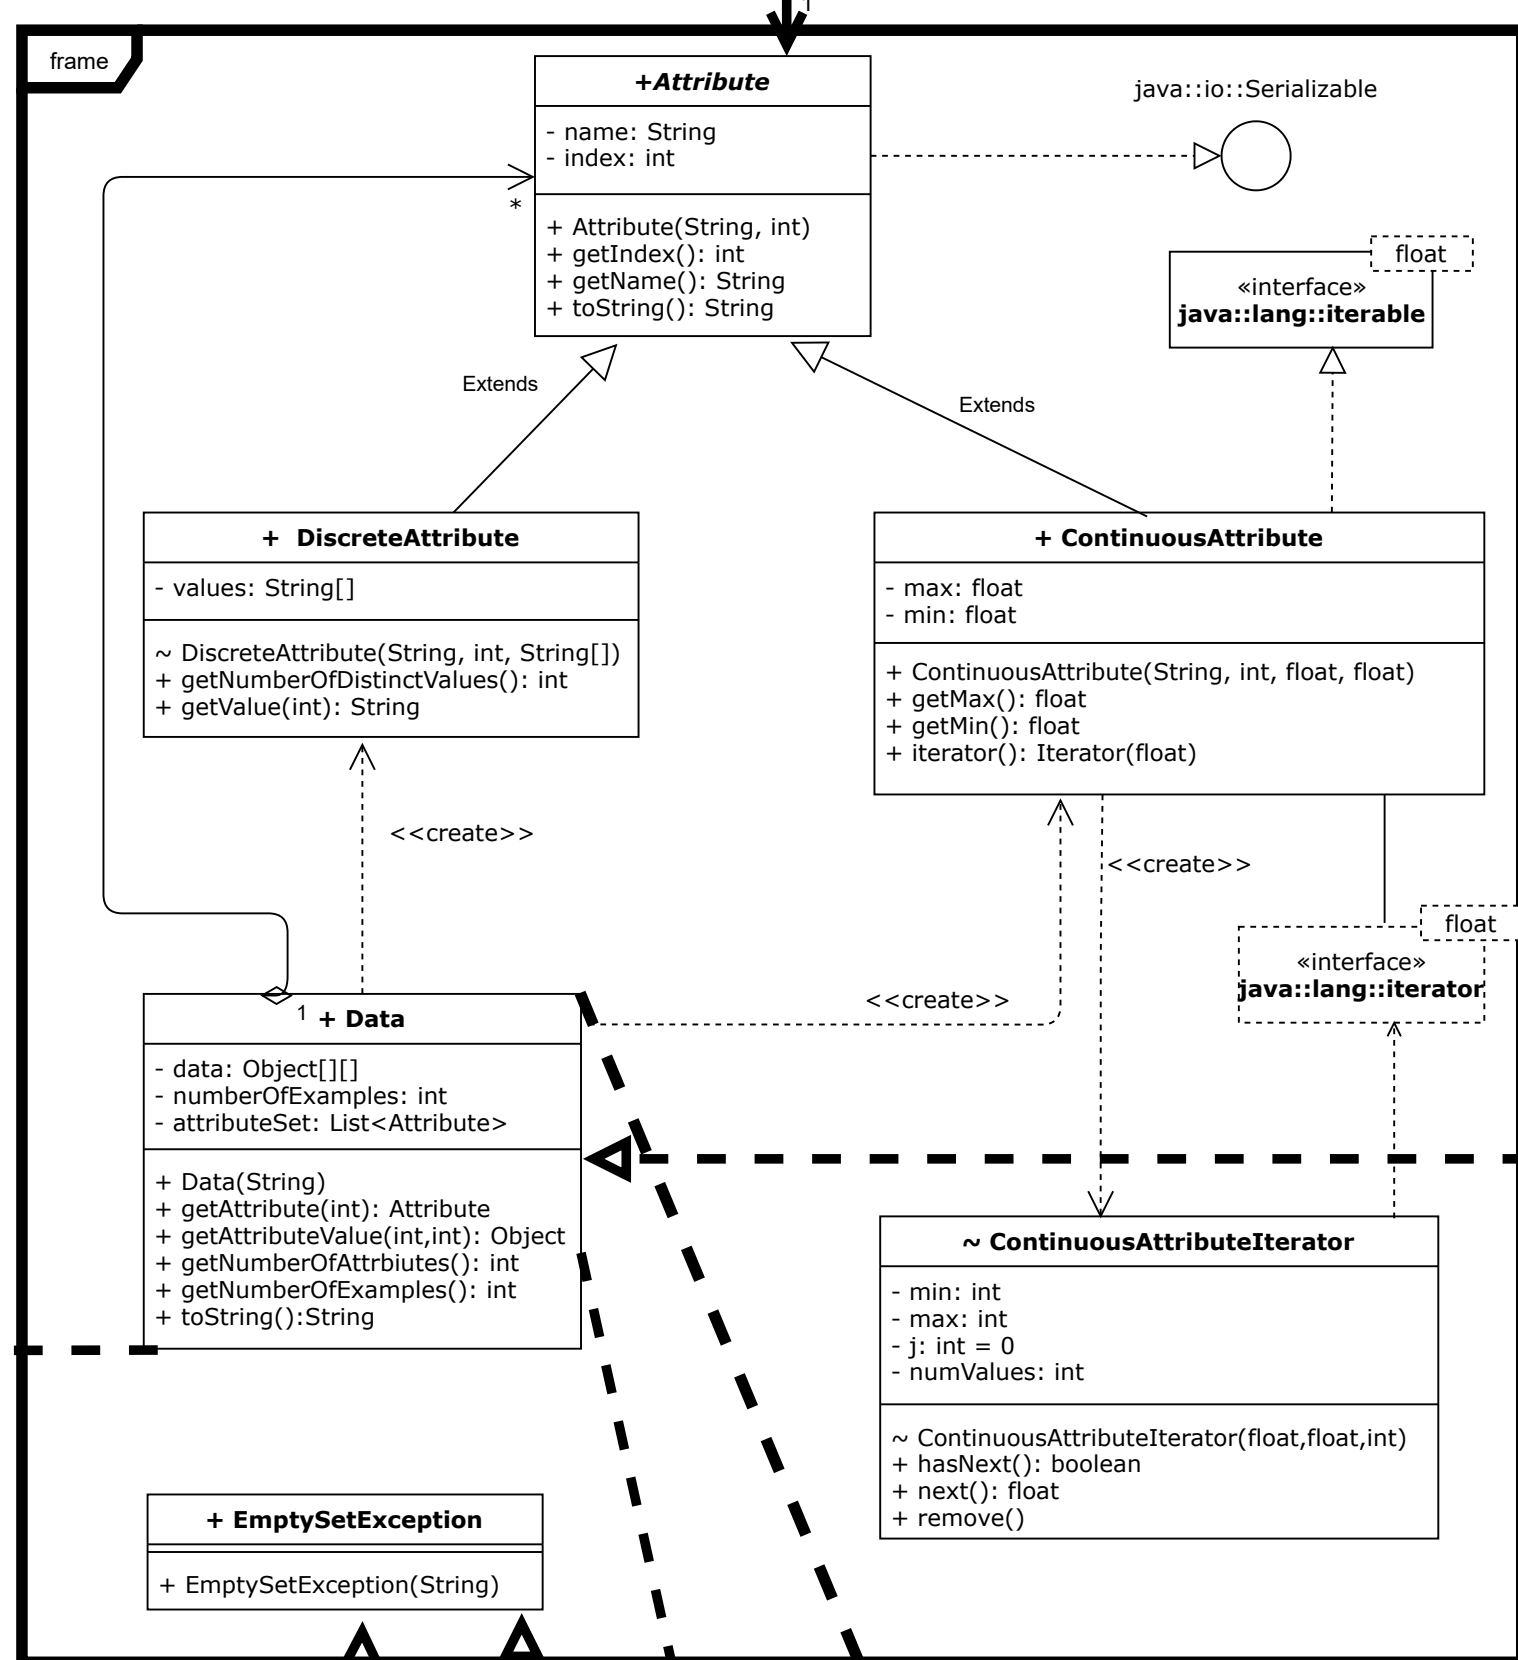 1
frame
+Attribute
- name: String
- index: int
+ Attribute(String, int)
+ getIndex(): int
+ getName(): String
+ toString(): String
*
java::io::Serializable
float
«interface»
java::lang::iterable
Extends
Extends
+ DiscreteAttribute
- values: String[]
~ DiscreteAttribute(String, int, String[])
+ getNumberOfDistinctValues(): int
+ getValue(int): String
+ ContinuousAttribute
- max: float
- min: float
+ ContinuousAttribute(String, int, float, float)
+ getMax(): float
+ getMin(): float
+ iterator(): Iterator(float)
<<create>>
<<create>>
float
«interface»
java::lang::iterator
<<create>>
1
+ Data
- data: Object[][]
- numberOfExamples: int
- attributeSet: List<Attribute>
+ Data(String)
+ getAttribute(int): Attribute
+ getAttributeValue(int,int): Object
+ getNumberOfAttrbiutes(): int
+ getNumberOfExamples(): int
+ toString():String
~ ContinuousAttributeIterator
- min: int
- max: int
- j: int = 0
- numValues: int
~ ContinuousAttributeIterator(float,float,int)
+ hasNext(): boolean
+ next(): float
+ remove()
+ EmptySetException
+ EmptySetException(String)